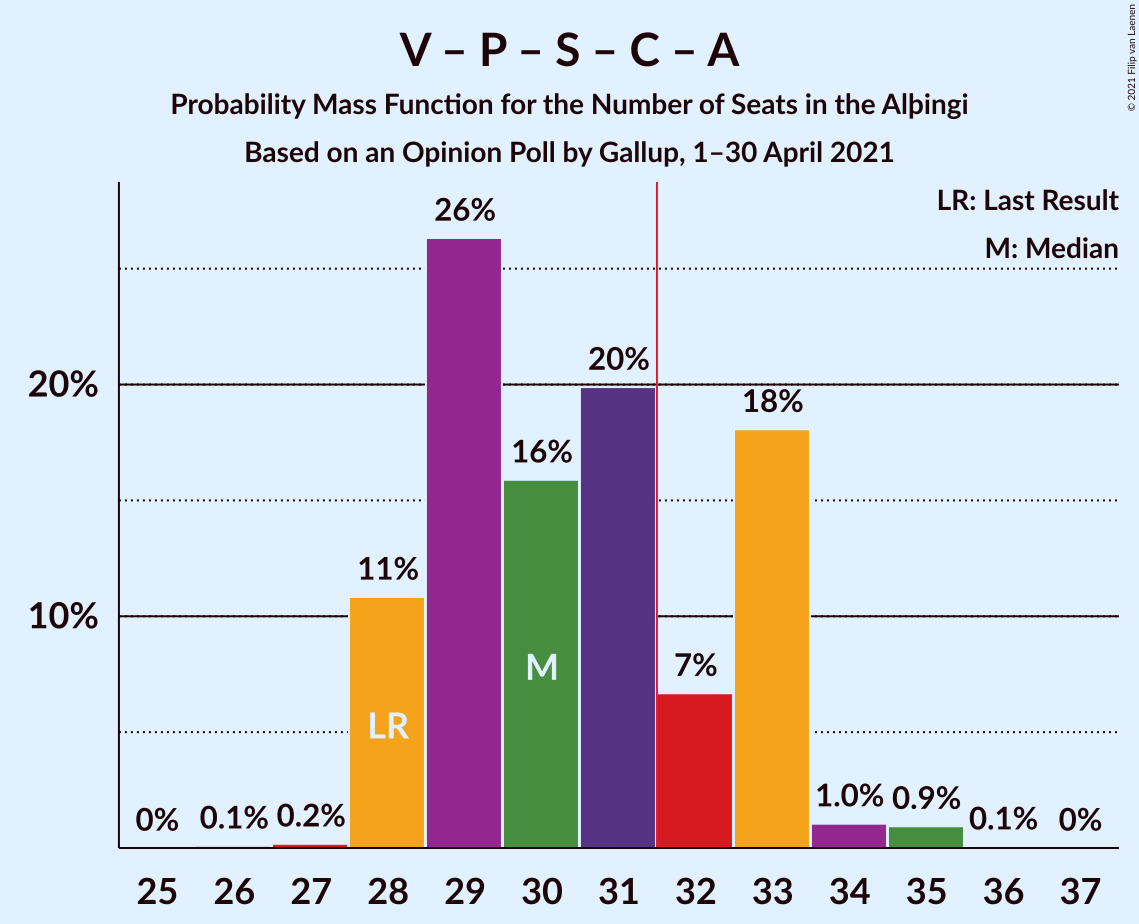 V – P – S – C – A
Probability Mass Function for the Number of Seats in the Alþingi
Based on an Opinion Poll by Gallup, 1–30 April 2021
© 2021 Filip van Laenen
LR: Last Result
M: Median
26%
20%
20%
18%
16%
11%
10%
M
7%
LR
0%
0.1%
0.2%
1.0%
0.9%
0.1%
0%
25 26 27 28 29 30 31 32 33 34 35 36 37